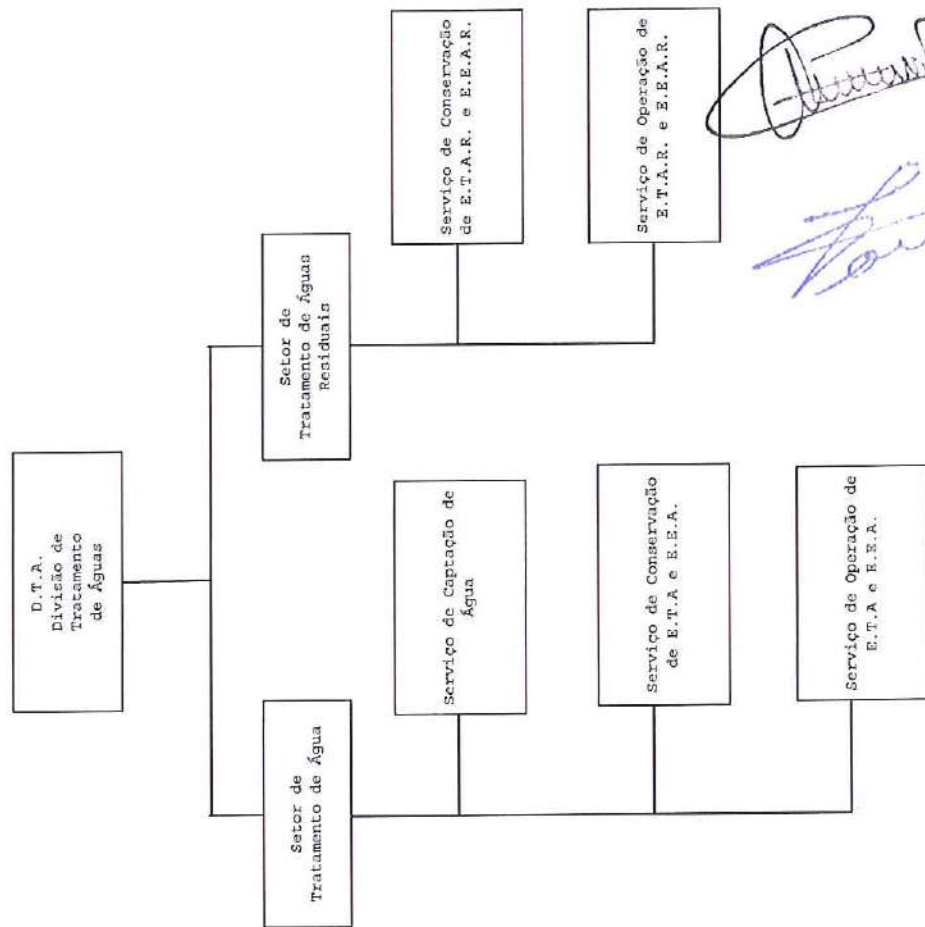 D.T.A.
Divisão de
Tratamento
de Águas
Setor de
Tratamento de Água
Serviço de Captação de
Água
Serviço de Conservação
de E.T.A e E.E.A.
Serviço de Operação de
E.T.A e E.E.A.
Setor de
Tratamento de Águas
Residuais
Serviço de Conservação
de E.T.A.R. e E.E.A.R.
Serviço de Operação de
E.T.A.R. e E.E.A.R.